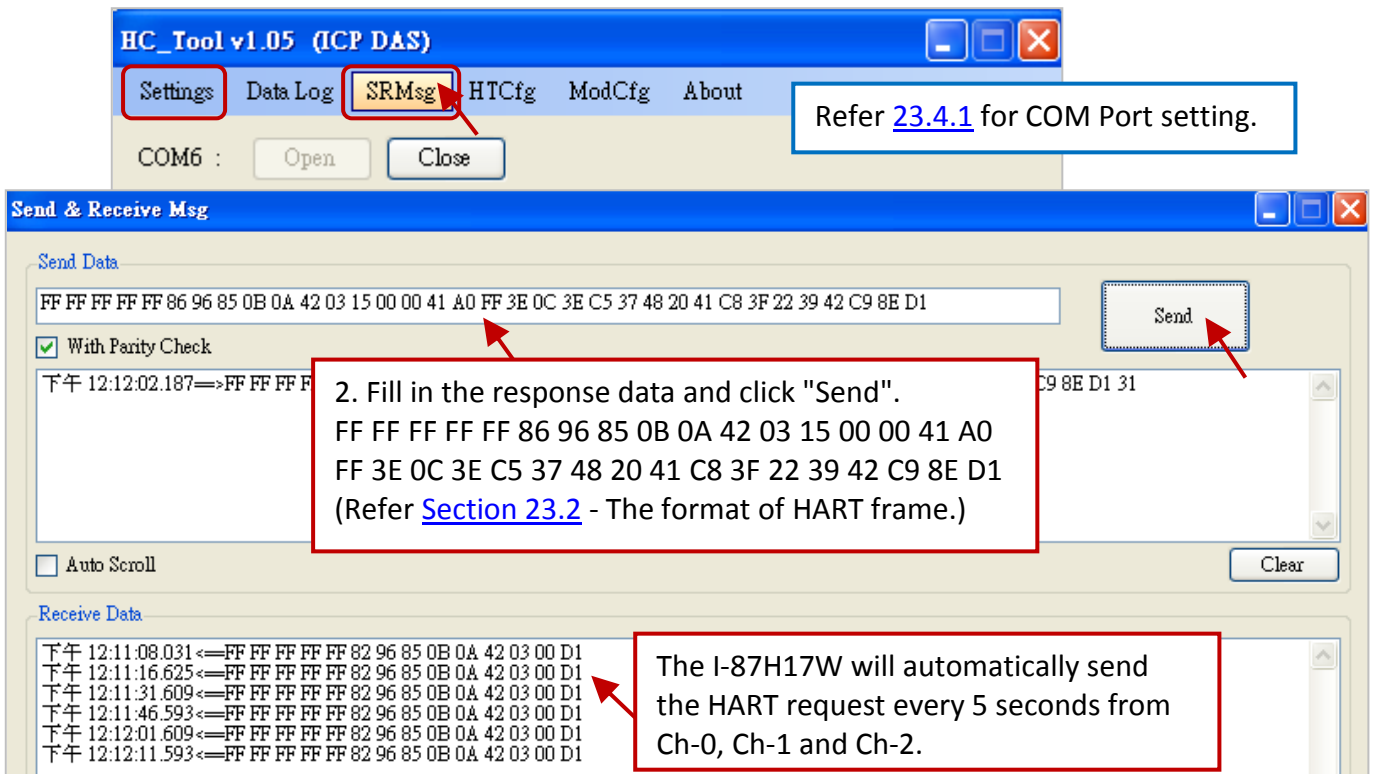 HC_Tool v1.05 (ICP DAS)
Settings Data Log SRMsg HTCfg ModCfg About
Refer 23.4.1 for COM Port setting.
COM6 : Open Close
Send & Receive Msg
Send Data
FF FF FF FF FF 86 96 85 0B 0A 42 03 15 00 00 41 A0 FF 3E 0C 3E C5 37 48 20 41 C8 3F 22 39 42 C9 8E D1
Send
With Parity Check
下午 12:12:02.187==>FF FF FF F
C9 8E D1 31
2. Fill in the response data and click "Send".
FF FF FF FF FF 86 96 85 0B 0A 42 03 15 00 00 41 A0
FF 3E 0C 3E C5 37 48 20 41 C8 3F 22 39 42 C9 8E D1
(Refer Section 23.2 - The format of HART frame.)
Auto Scroll
Clear
Receive Data
下午 12:11:08.031<==FF FF FF FF FF 82 96 85 0B 0A 42 03 00 D1
下午 12:11:16.625<==FF FF FF FF FF 82 96 85 0B 0A 42 03 00 D1
下午 12:11:31.609<==FF FF FF FF FF 82 96 85 0B 0A 42 03 00 D1
下午 12:11:46.593<==FF FF FF FF FF 82 96 85 0B 0A 42 03 00 D1
下午 12:12:01.609<==FF FF FF FF FF 82 96 85 0B 0A 42 03 00 D1
下午 12:12:11.593<==FF FF FF FF FF 82 96 85 0B 0A 42 03 00 D1
The I-87H17W will automatically send
the HART request every 5 seconds from
Ch-0, Ch-1 and Ch-2.